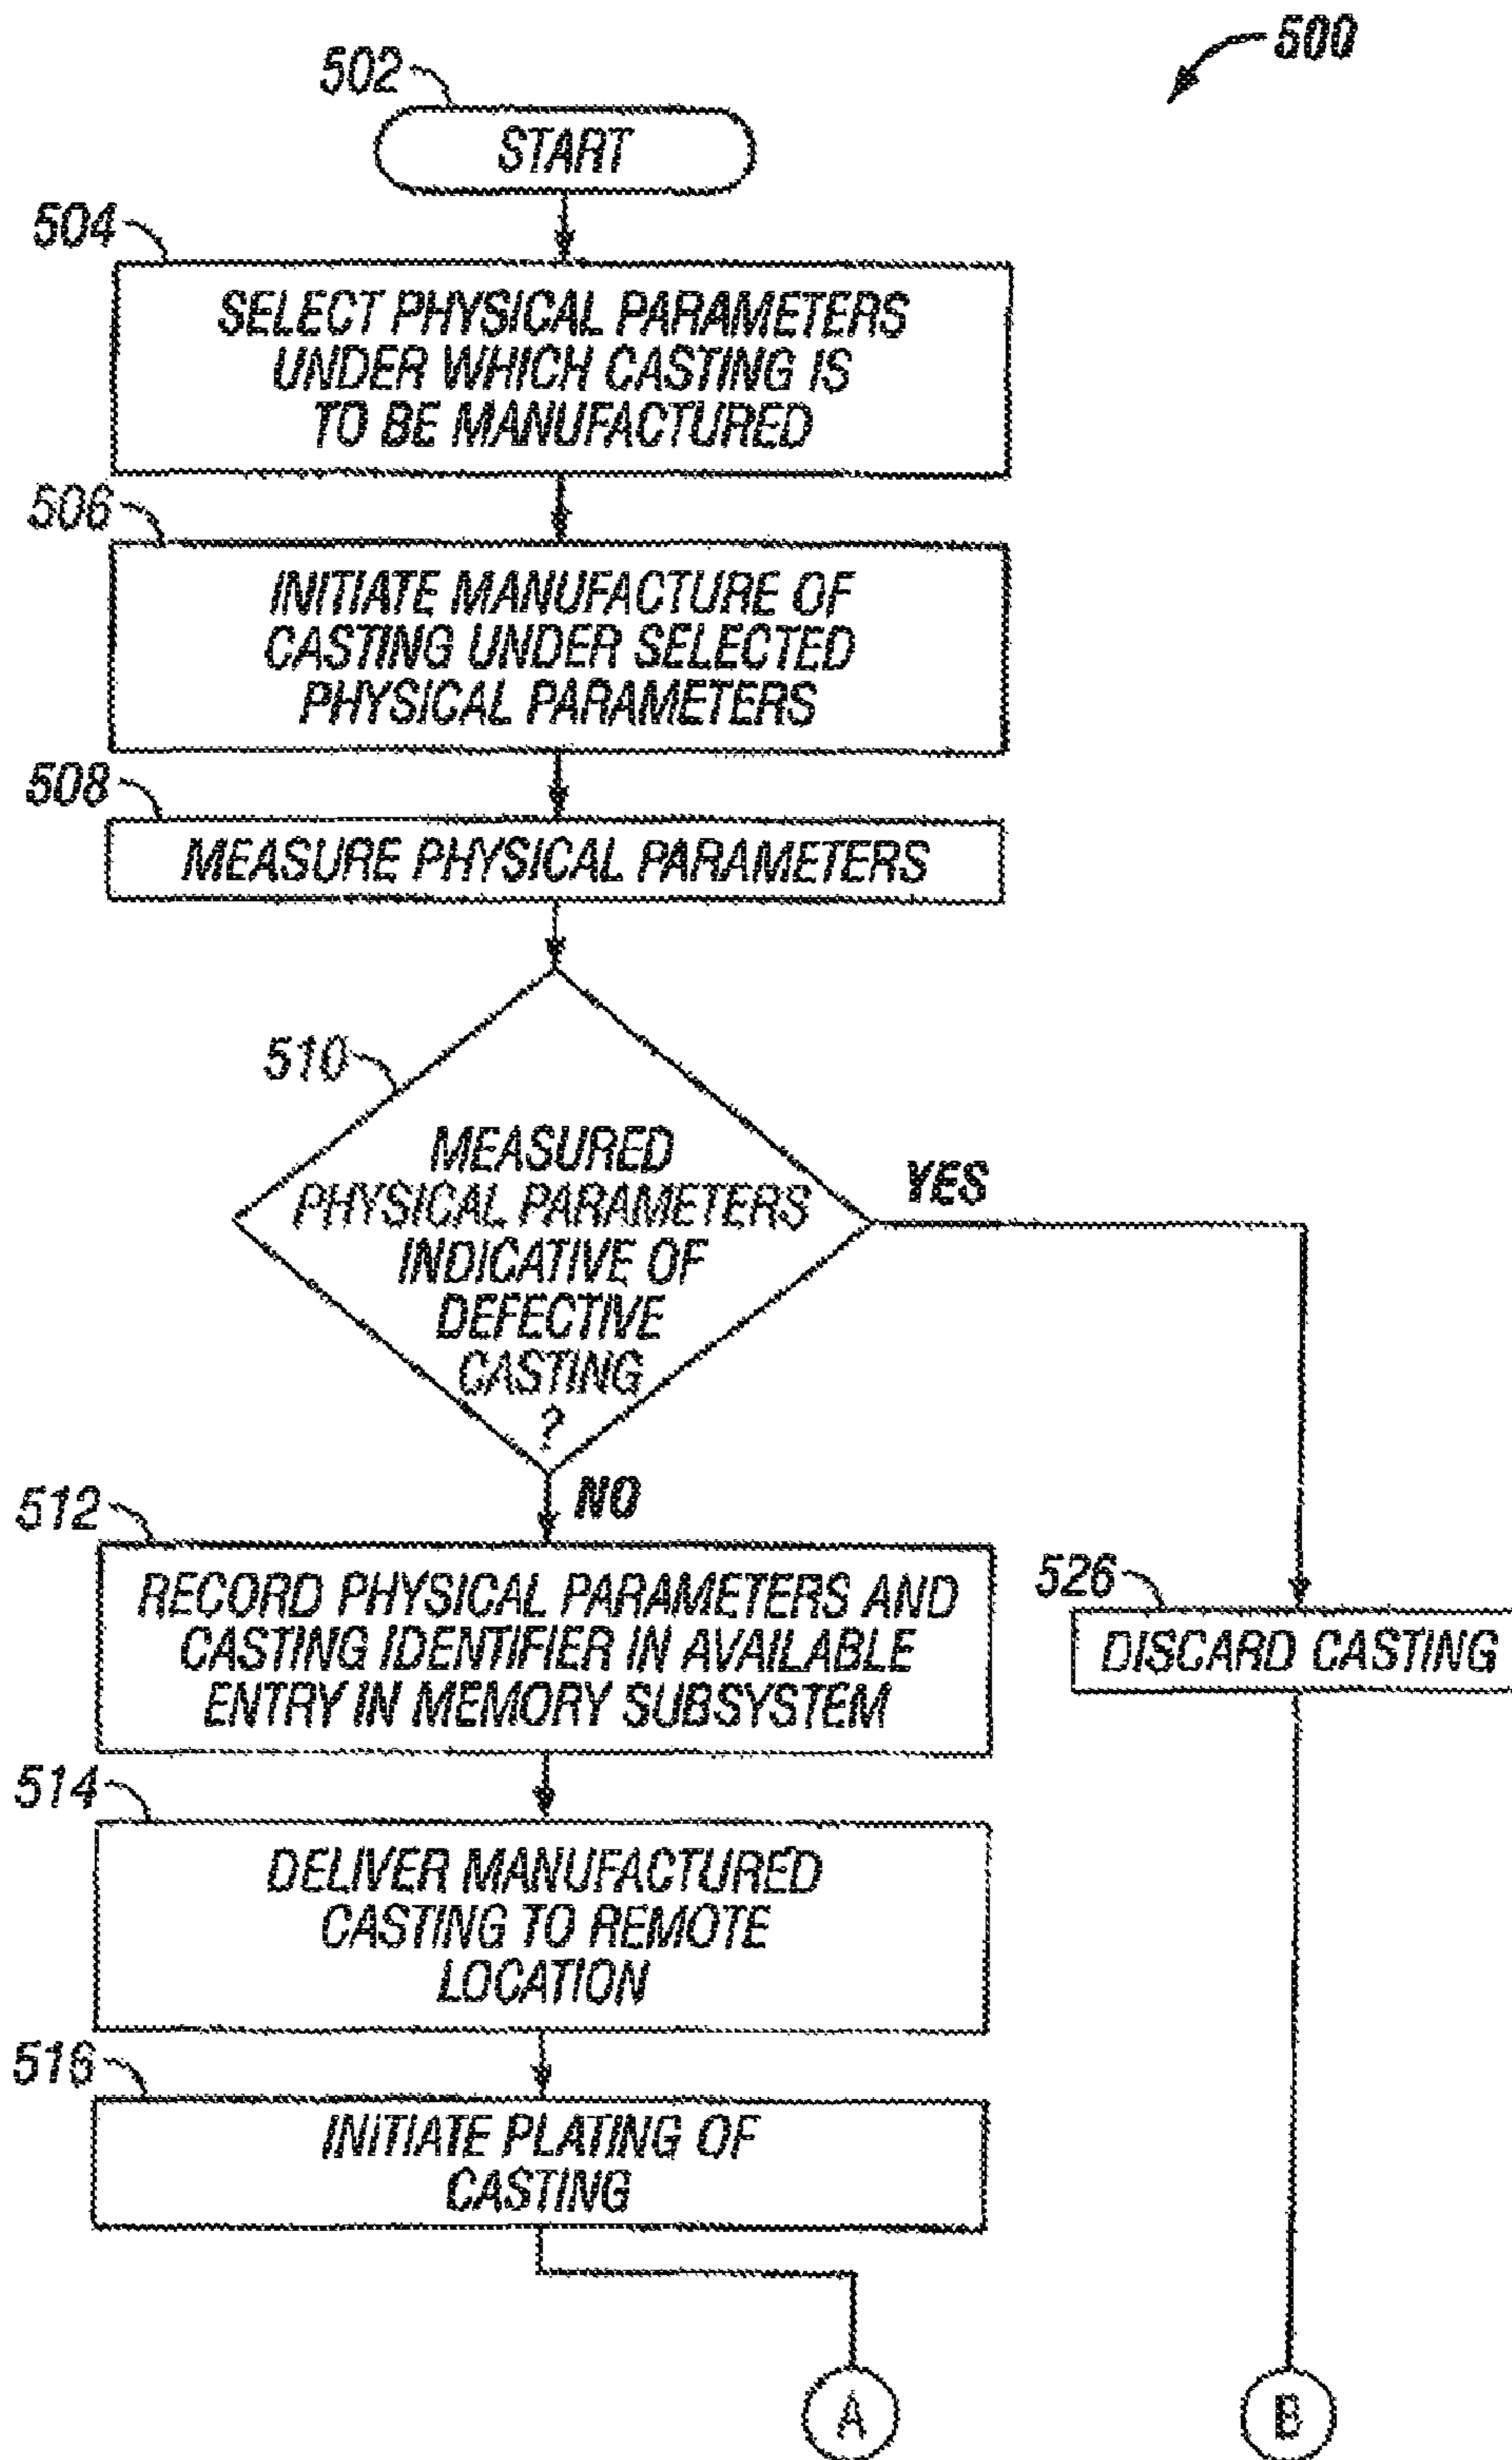 500
502
START
504
SELECT PHYSICAL PARAMETERS
UNDER WHICH CASTING IS
TO BE MANUFACTURED
506
INITIATE MANUFACTURE OF
CASTING UNDER SELECTED
PHYSICAL PARAMETERS
508
MEASURE PHYSICAL PARAMETERS
510
MEASURED
PHYSICAL PARAMETERS
INDICATIVE OF
DEFECTIVE
CASTING
?
YES
NO
512
RECORD PHYSICAL PARAMETERS AND
CASTING IDENTIFIER IN AVAILABLE
ENTRY IN MEMORY SUBSYSTEM
526
DISCARD CASTING
514
DELIVER MANUFACTURED
CASTING TO REMOTE
LOCATION
516
INITIATE PLATING OF
CASTING
A
B